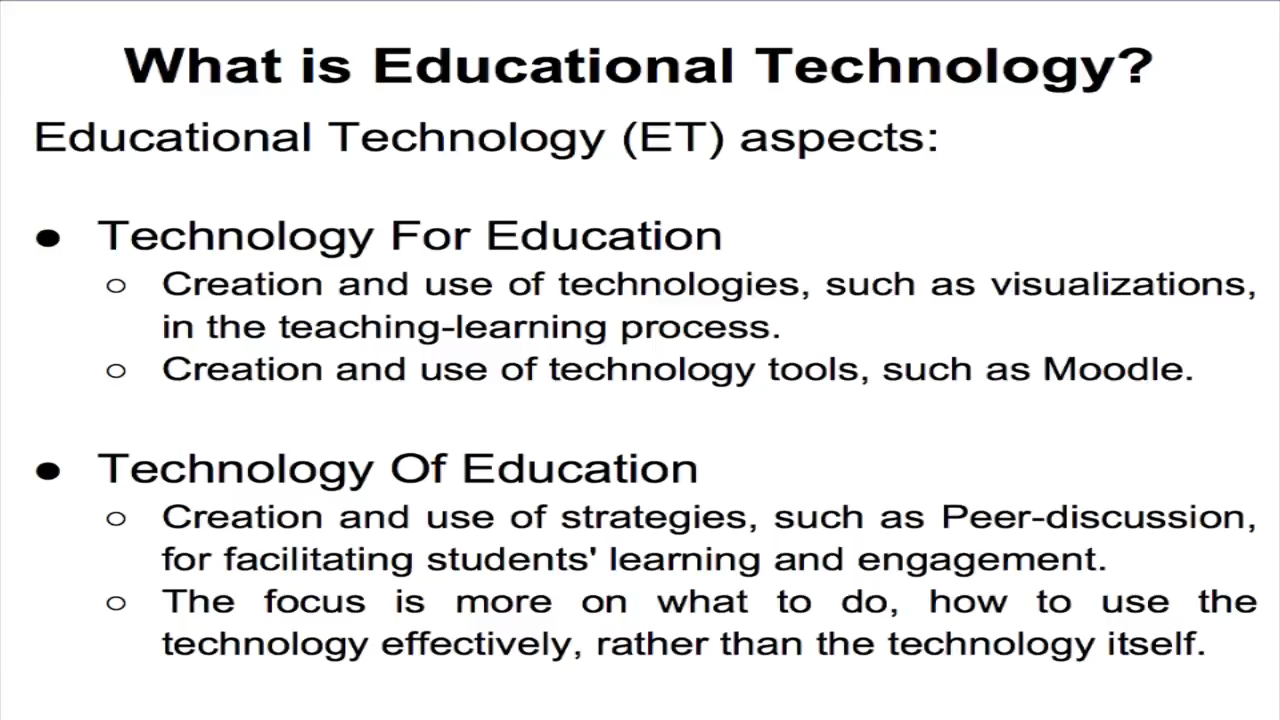 What is Educational Technology?
Educational Technology (ET) aspects:
● Technology For Education
○ Creation and use of technologies, such as visualizations,
in the teaching-learning process.
○ Creation and use of technology tools, such as Moodle.
● Technology Of Education
○ Creation and use of strategies, such as Peer-discussion,
for facilitating students' learning and engagement.
○ The focus is more on what to do, how to use the
technology effectively, rather than the technology itself.